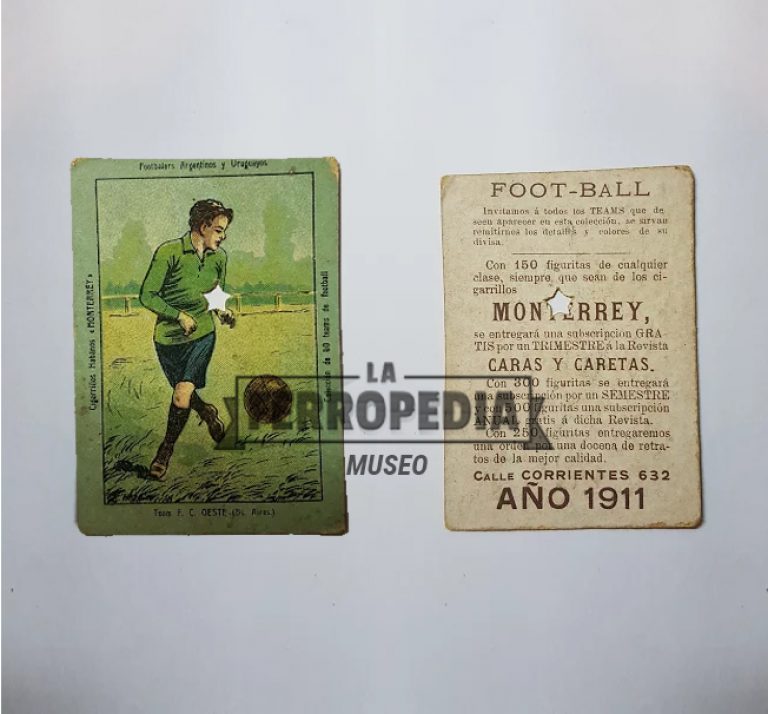 Footballers Argentinos y Uruguayos
Cigarrillos Habanos «MONTERREY»
Colección de 90 teams de football
Team F. C. OESTE (Bs. Aires.)
FOOT-BALL
Invitamos á todos los TEAMS que de
seen aparecer en esta colección, se sirvan
remitirnos los detalles y colores de su
divisa.
Con 150 figuritas de cualquier
clase, siempre que sean de los ci-
garrillos
MONTERREY,
se entregará una subscripcion GRA-
TIS por un TRIMESTRE á la Revista
CARAS Y CARETAS.
Con 300 figuritas se entregará
una subscripción por un SEMESTRE
y con figuritas una subscripción
ANUAL gratis á dicha Revista.
Con 250 figuritas entregaremos
una orden por una docena de retra-
tos de la mejor calidad.
CALLE CORRIENTES 632
AÑO 1911
LA
FERROPEDIA
MUSEO